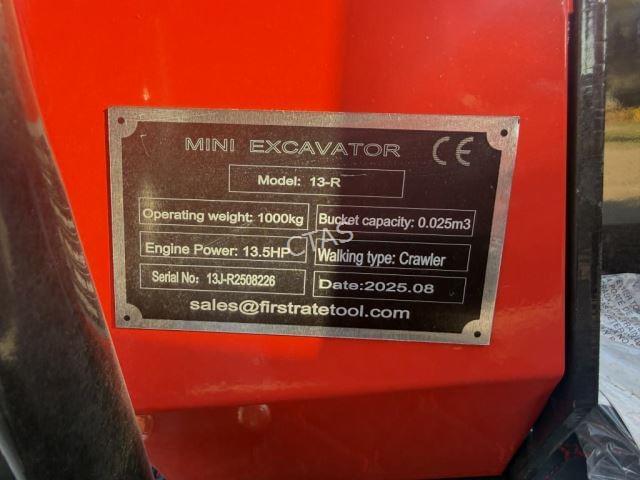 MINI EXCAVATOR CE
Model: 13-R
Operating weight: 1000kg Bucket capacity: 0.025m3
Engine Power: 13.5HP Walking type: Crawler
Serial No: 13J-R2508226 Date:2025.08
sales@firstratetool.com
CTAS